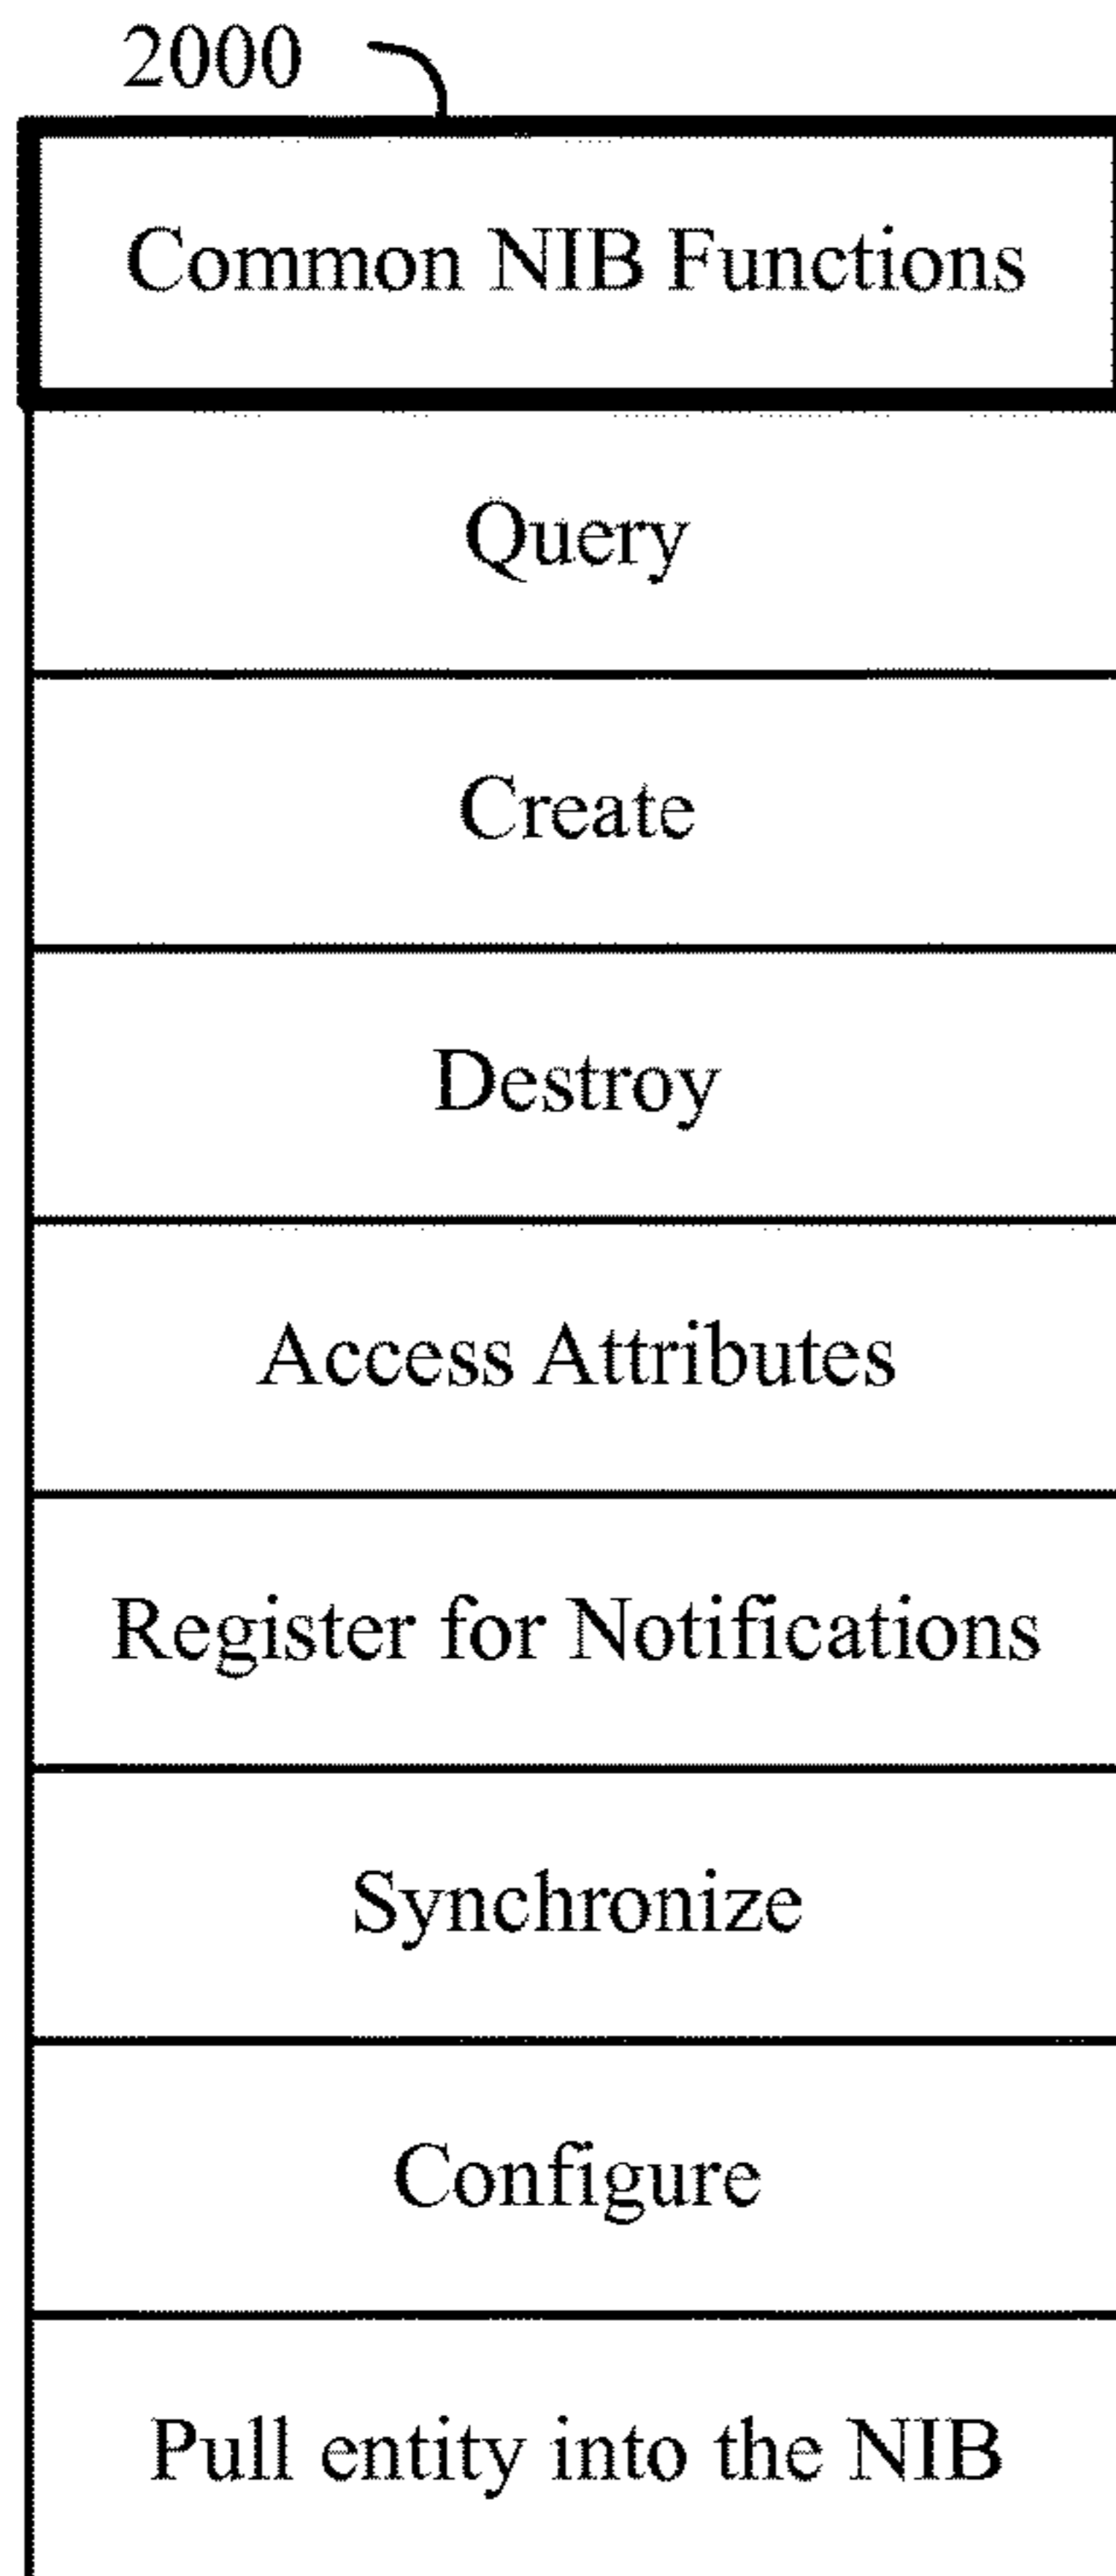 2000
Common NIB Functions
Query
Create
Destroy
Access Attributes
Register for Notifications
Synchronize
Configure
Pull entity into the NIB